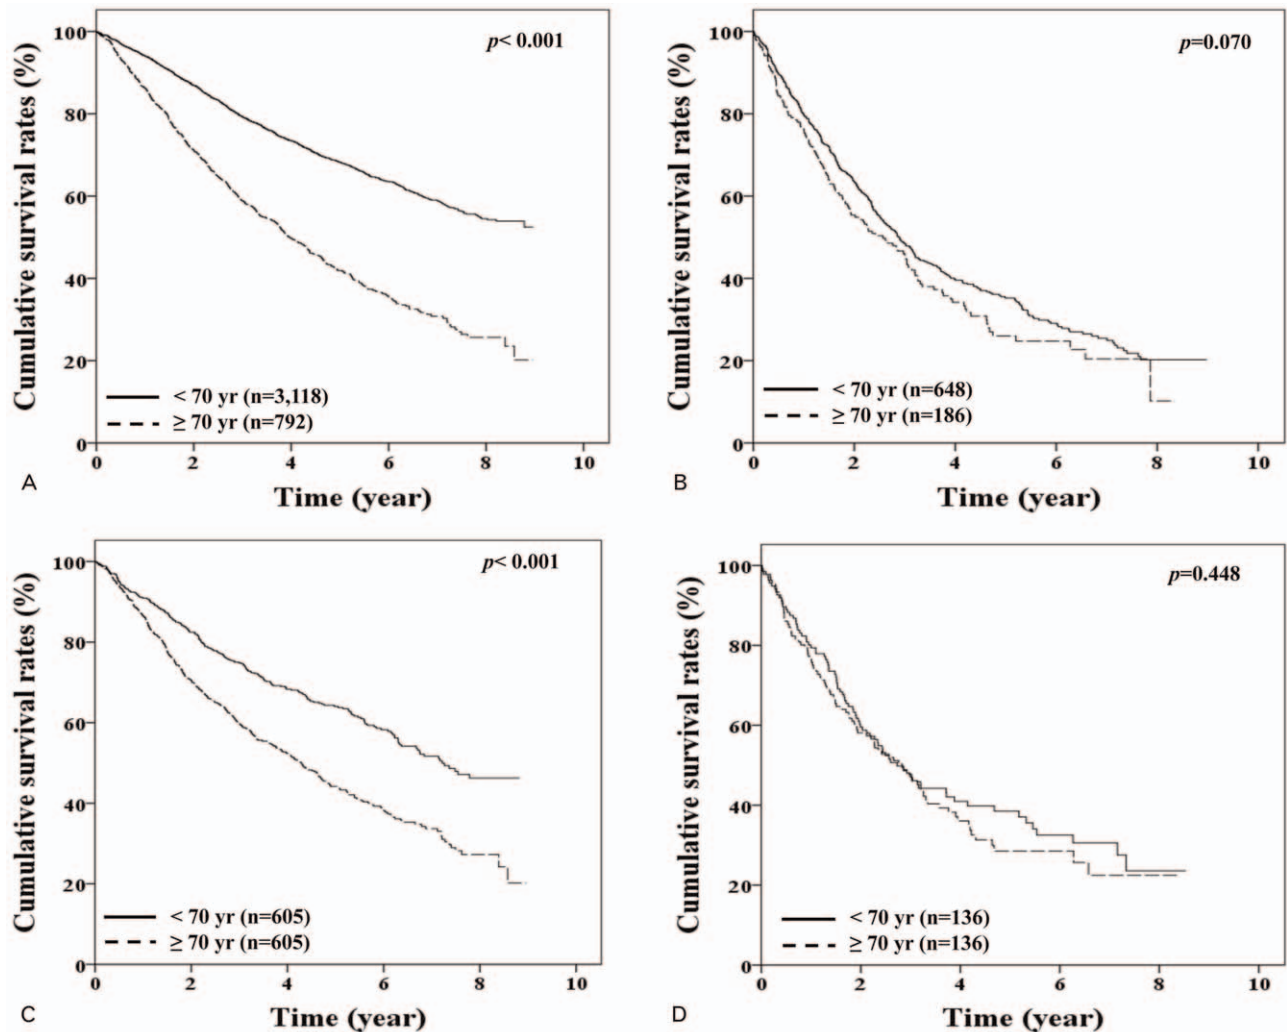 Cumulative survival rates (%)
100
80
60
40
20
0
p< 0.001
< 70 yr (n=3,118)
≥ 70 yr (n=792)
0 2 4 6 8 10
Time (year)
A
Cumulative survival rates (%)
100
80
60
40
20
0
p=0.070
< 70 yr (n=648)
≥ 70 yr (n=186)
0 2 4 6 8 10
Time (year)
B
Cumulative survival rates (%)
100
80
60
40
20
0
p< 0.001
< 70 yr (n=605)
≥ 70 yr (n=605)
0 2 4 6 8 10
Time (year)
C
Cumulative survival rates (%)
100
80
60
40
20
0
p=0.448
< 70 yr (n=136)
≥ 70 yr (n=136)
0 2 4 6 8 10
Time (year)
D